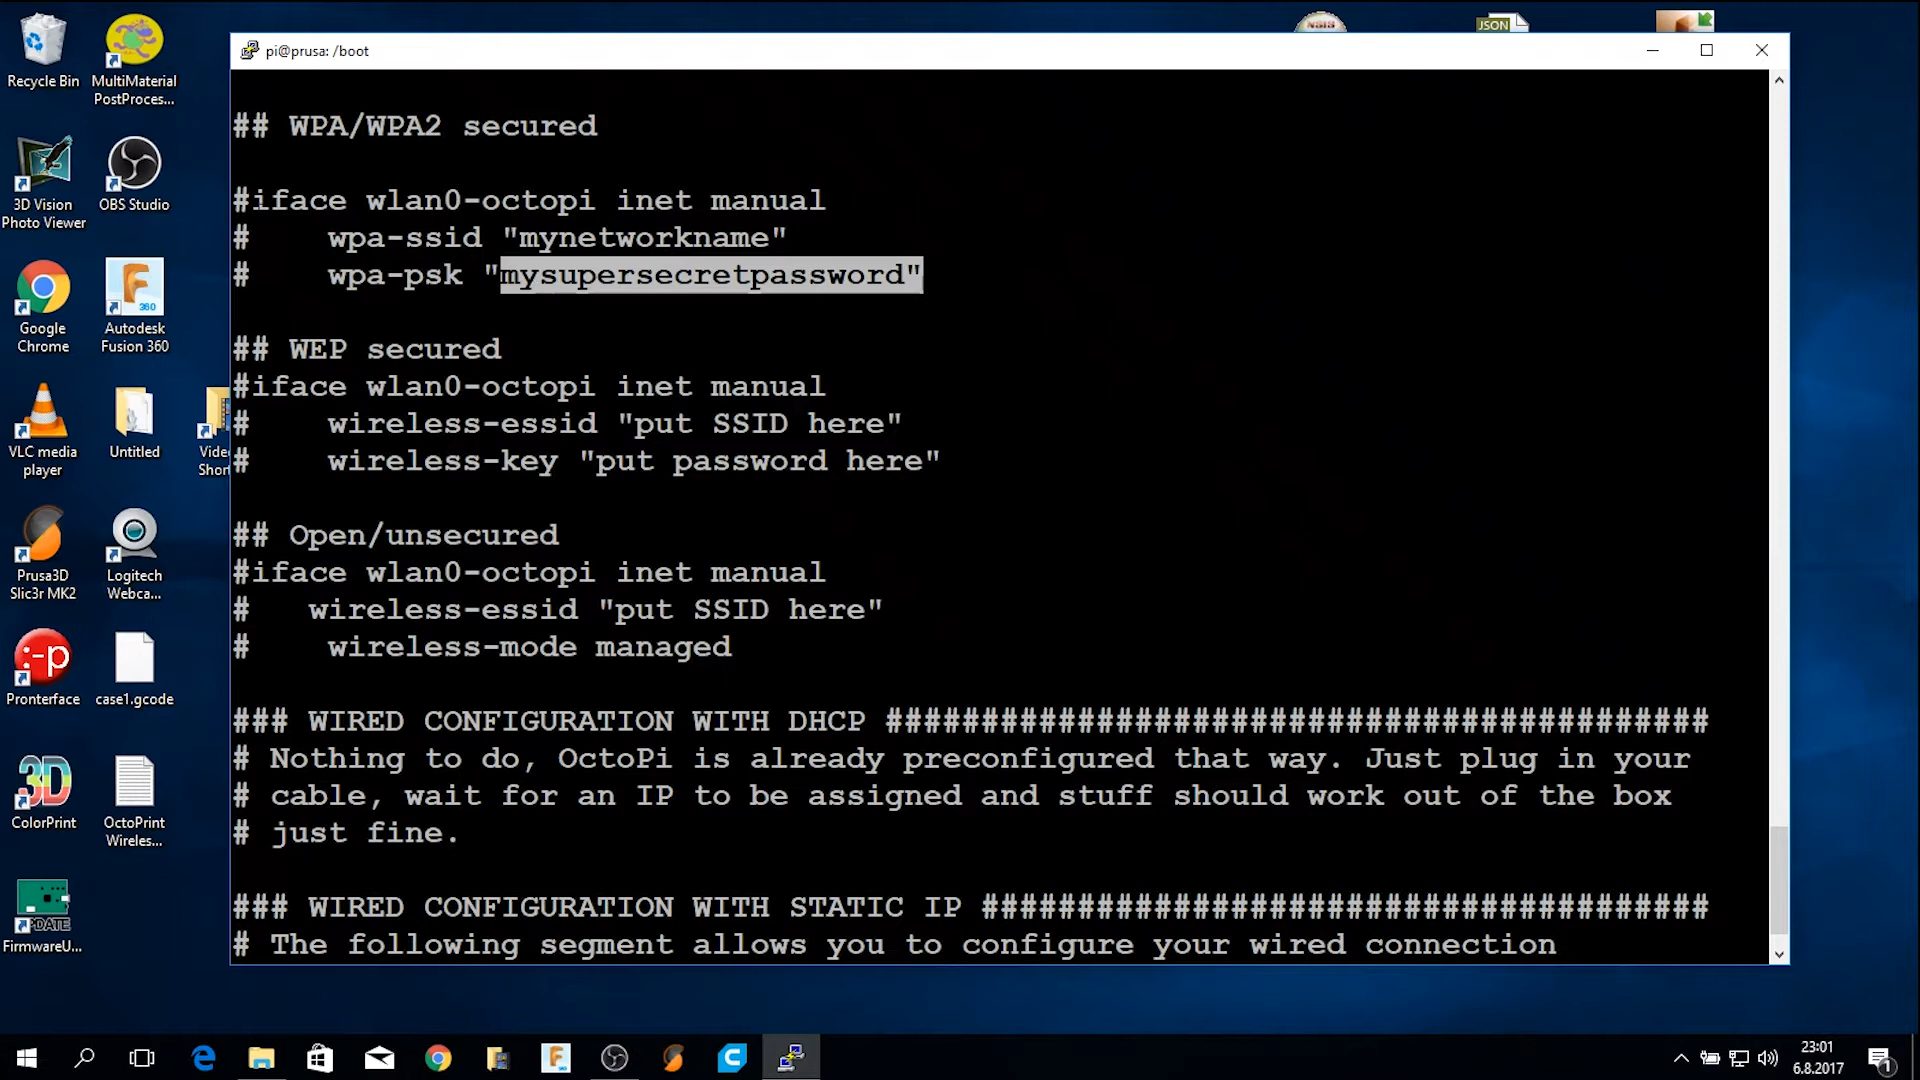 Recycle Bin
MultiMaterial
PostProces...
3D Vision
Photo Viewer
OBS Studio
Google
Chrome
360
Autodesk
Fusion 360
VLC media
player
Untitled
Video
Short
Prusa3D
Slic3r MK2
Logitech
Webca...
:-p
Pronterface
case1.gcode
3D
ColorPrint
OctoPrint
Wireles...
FirmwareU...
NSIS
JSON
pi@prusa: /boot
## WPA/WPA2 secured
#iface wlan0-octopi inet manual
#    wpa-ssid "mynetworkname"
#    wpa-psk "mysupersecretpassword"
## WEP secured
#iface wlan0-octopi inet manual
#    wireless-essid "put SSID here"
#    wireless-key "put password here"
## Open/unsecured
#iface wlan0-octopi inet manual
#   wireless-essid "put SSID here"
#    wireless-mode managed
### WIRED CONFIGURATION WITH DHCP ###########################################
# Nothing to do, OctoPi is already preconfigured that way. Just plug in your
# cable, wait for an IP to be assigned and stuff should work out of the box
# just fine.
### WIRED CONFIGURATION WITH STATIC IP ######################################
# The following segment allows you to configure your wired connection
23:01
6.8.2017
1